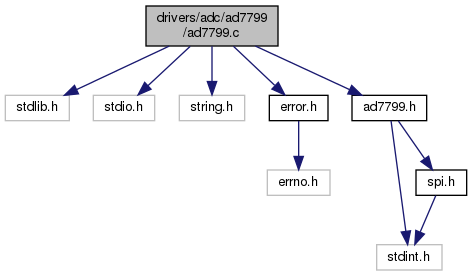 drivers/adc/ad7799
/ad7799.c
stdlib.h
stdio.h
string.h
error.h
ad7799.h
errno.h
spi.h
stdint.h